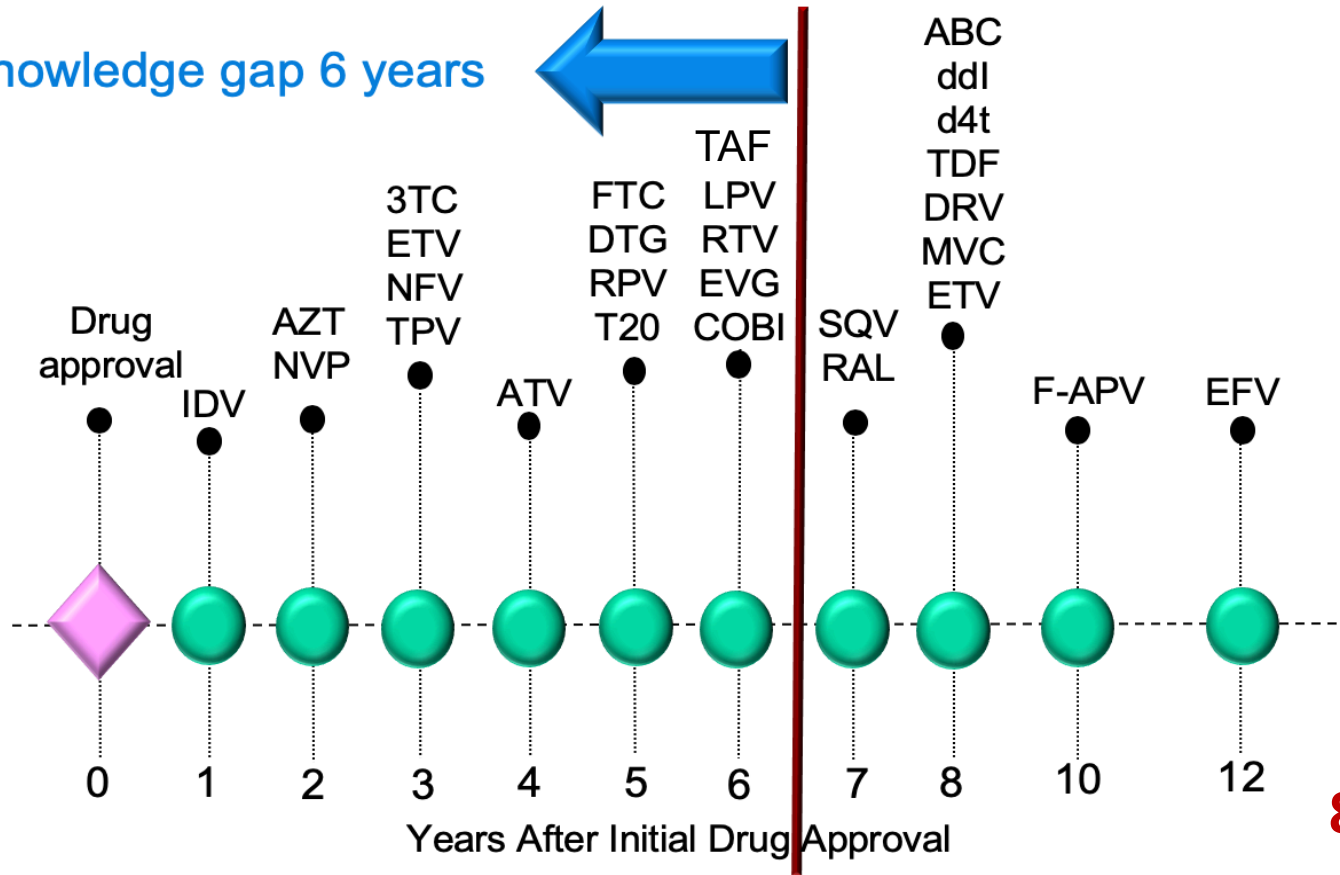 nowledge gap 6 years
Drug
approval
IDV
AZT
NVP
3TC
ETV
NFV
TPV
ATV
FTC
DTG
RPV
T20
TAF
LPV
RTV
EVG
COBI
SQV
RAL
ABC
ddI
d4t
TDF
DRV
MVC
ETV
F-APV
EFV
0 1 2 3 4 5 6 7 8 10 12
Years After Initial Drug Approval
8